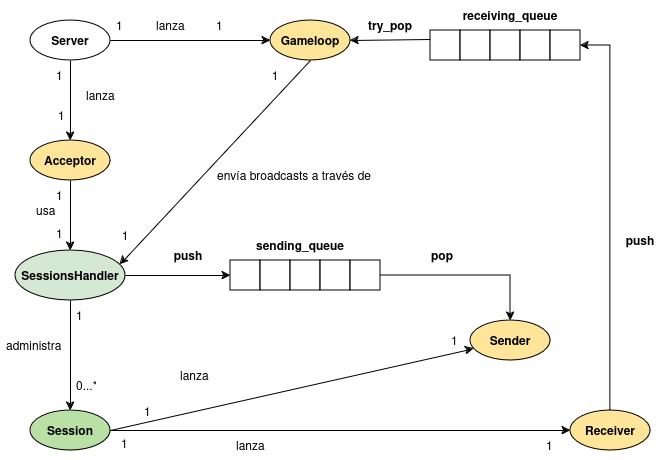 receiving_queue
1
lanza
1
try_pop
Server
Gameloop
1
1
lanza
1
Acceptor
envía broadcasts a través de
1
usa
1
1
push
sending_queue
push
pop
SessionsHandler
1
administra
1
Sender
lanza
0...*
1
Session
Receiver
1
lanza
1